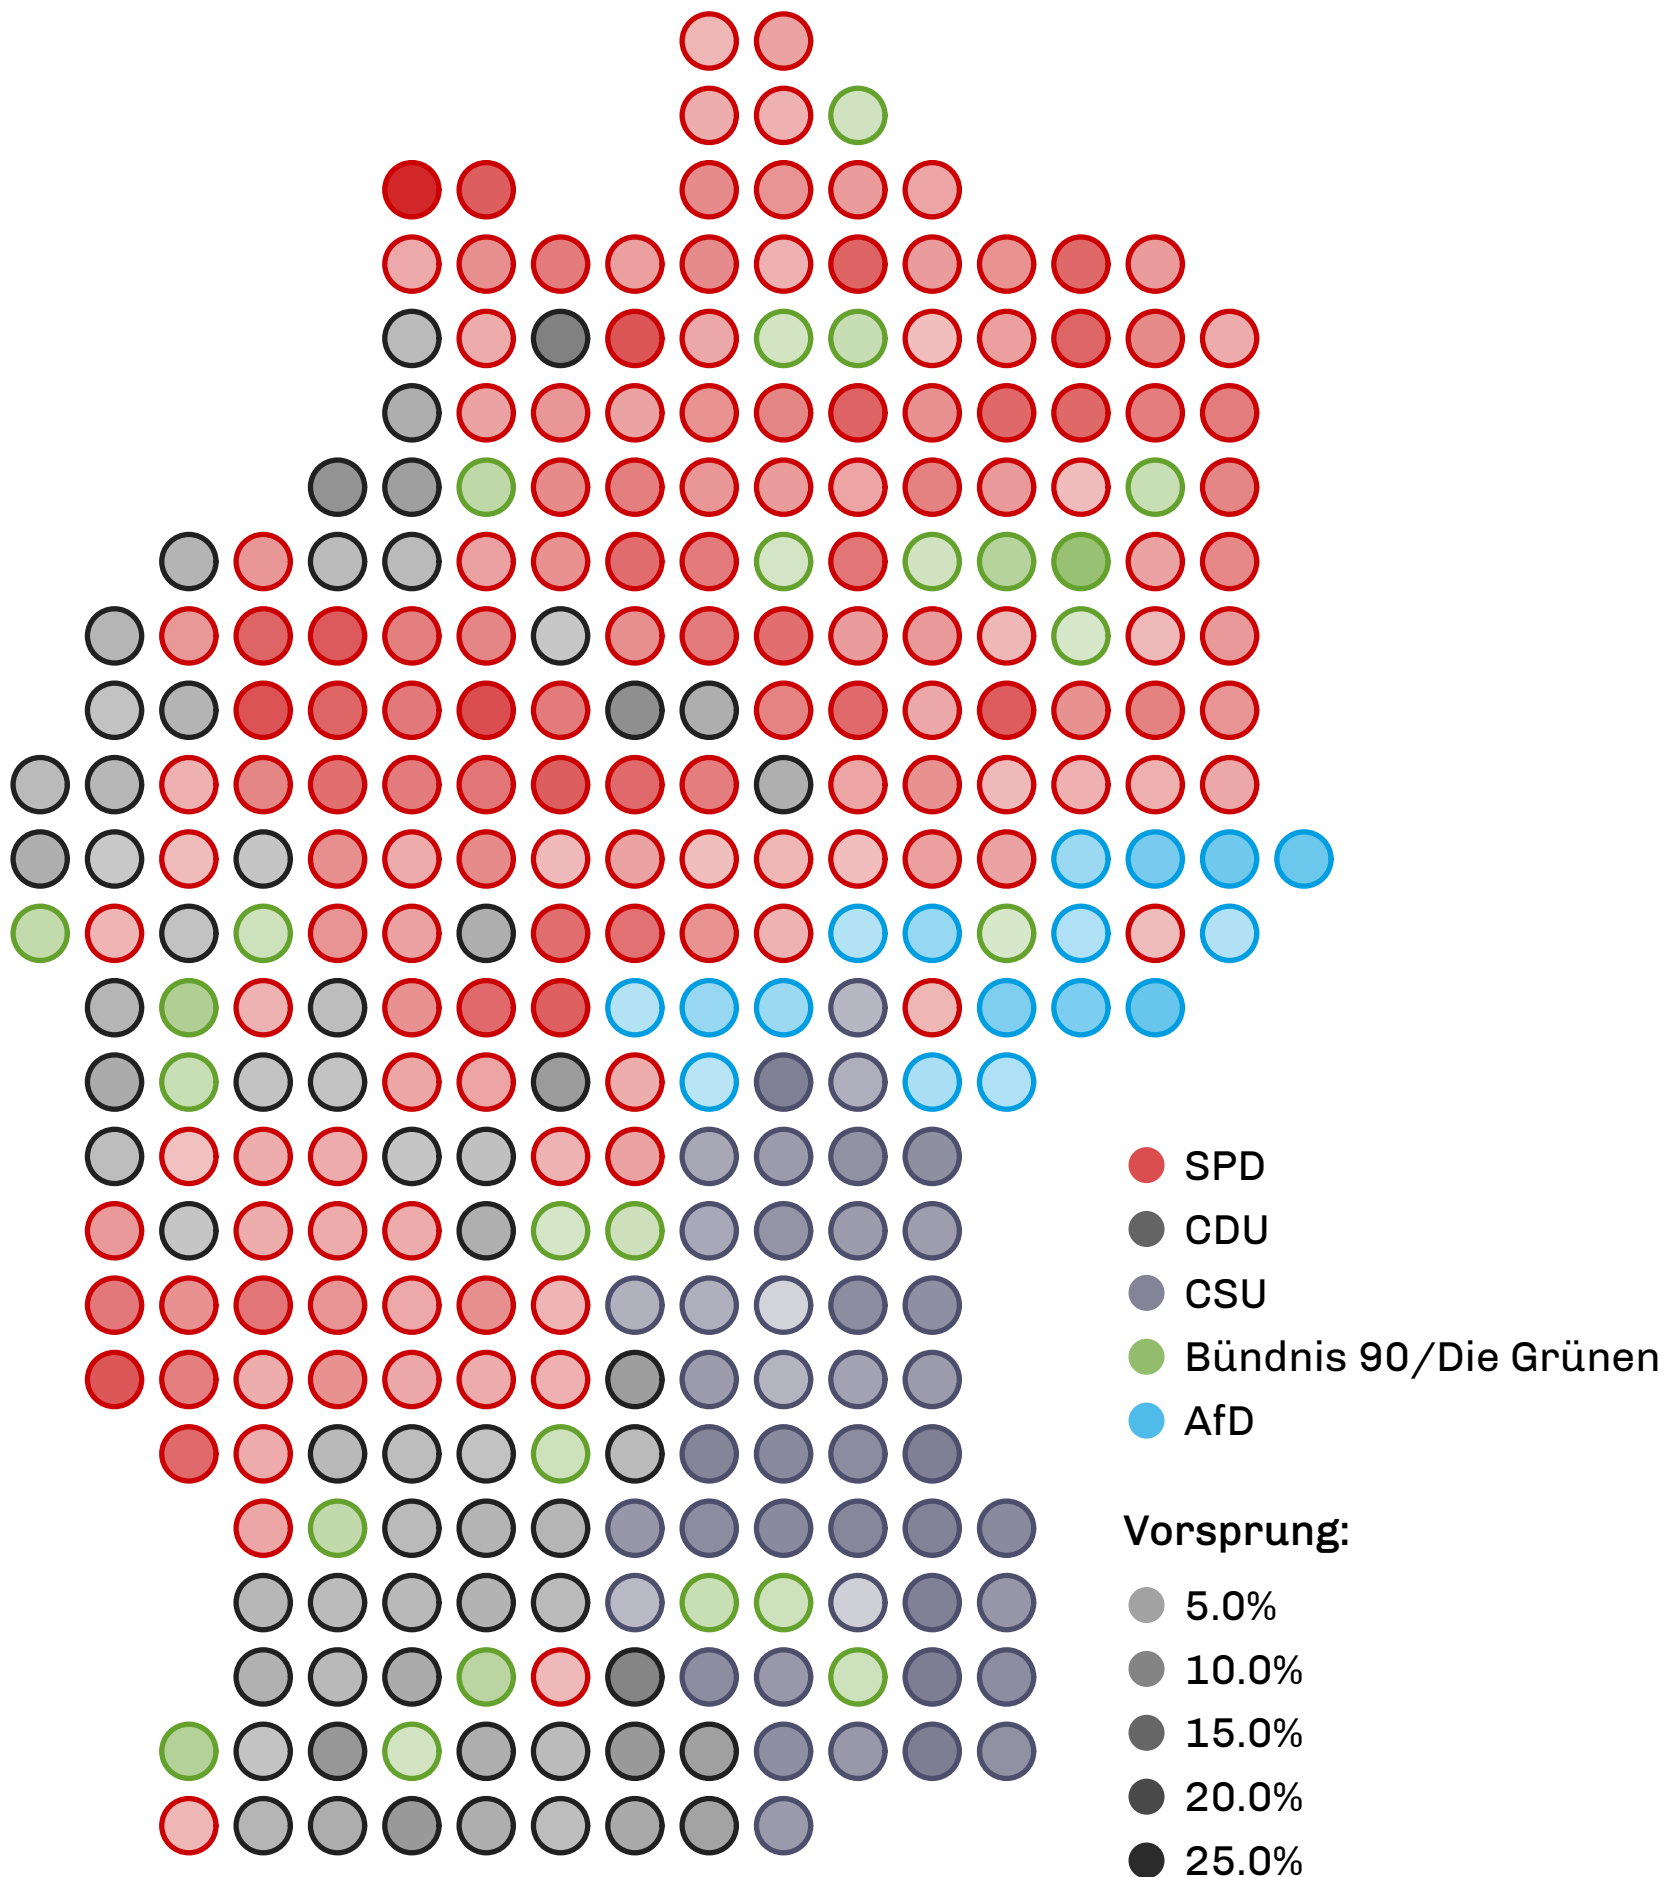 SPD
CDU
CSU
Bündnis 90/Die Grünen
AfD
Vorsprung:
5.0%
10.0%
15.0%
20.0%
25.0%